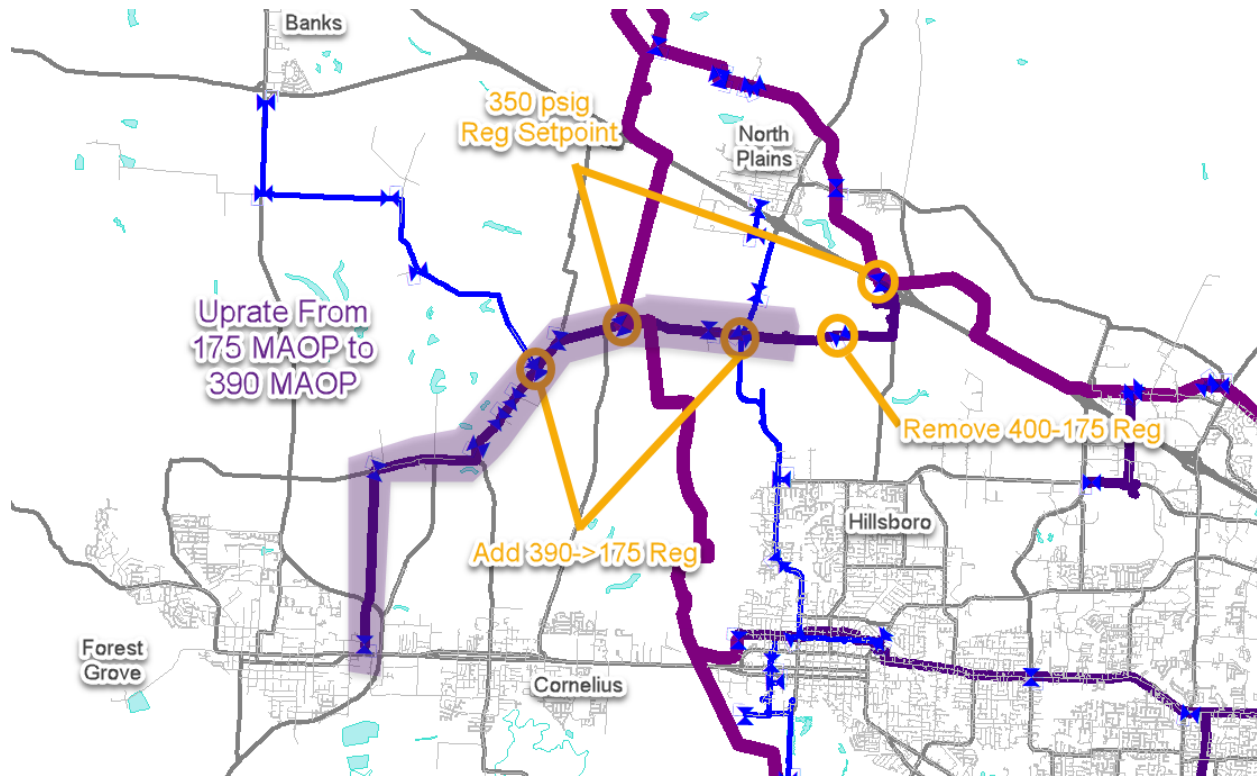 Banks
350 psig
Reg Setpoint
North
Plains
Uprate From
175 MAOP to
390 MAOP
Remove 400-175 Reg
Hillsboro
Add 390->175 Reg
Forest
Grove
Cornelius